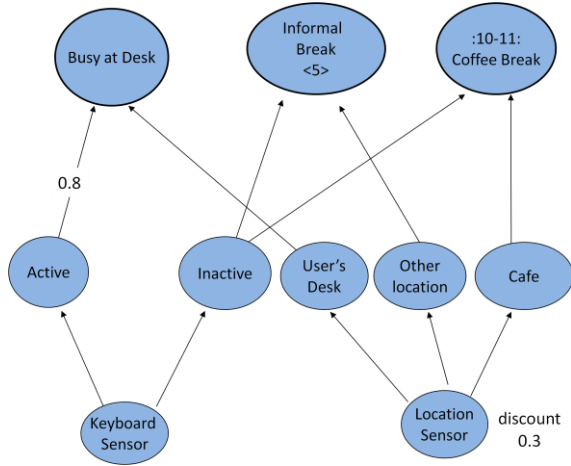 Busy at Desk
Informal
Break
<5>
:10-11:
Coffee Break
0.8
Active
Inactive
User's
Desk
Other
location
Cafe
Keyboard
Sensor
Location
Sensor
discount
0.3